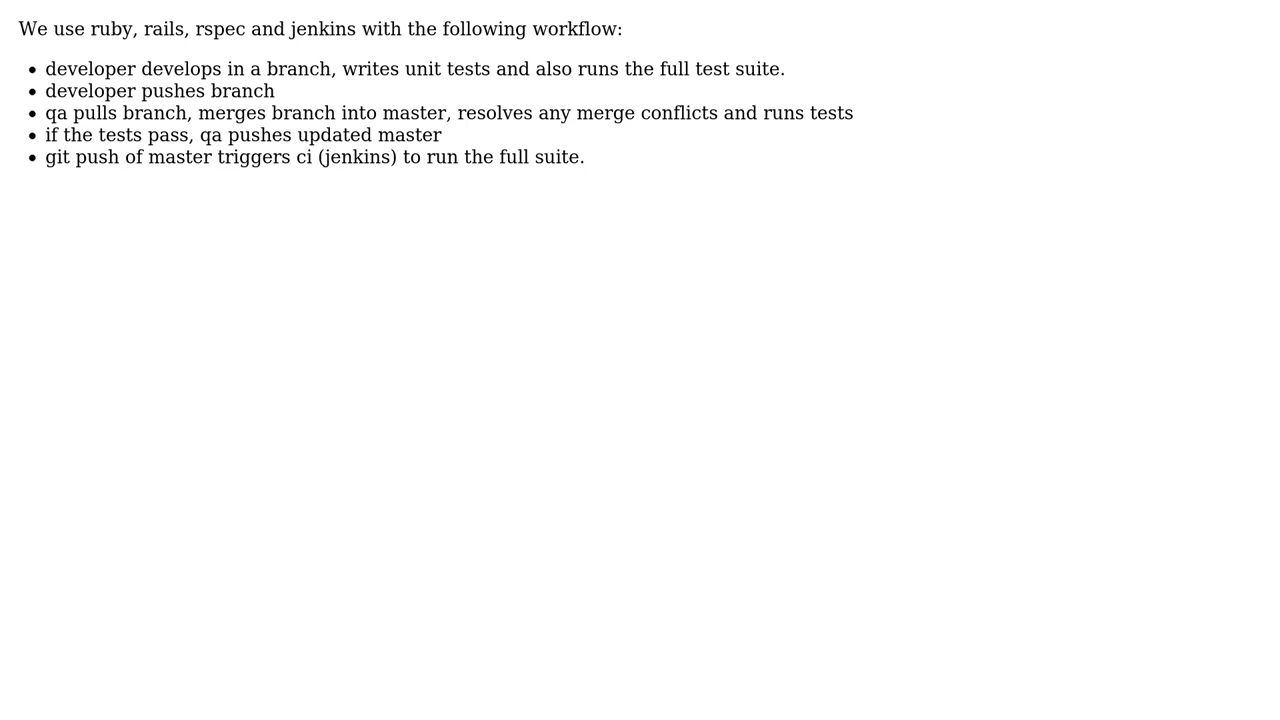 We use ruby, rails, rspec and jenkins with the following workflow:
• developer develops in a branch, writes unit tests and also runs the full test suite.
• developer pushes branch
• qa pulls branch, merges branch into master, resolves any merge conflicts and runs tests
• if the tests pass, qa pushes updated master
• git push of master triggers ci (jenkins) to run the full suite.